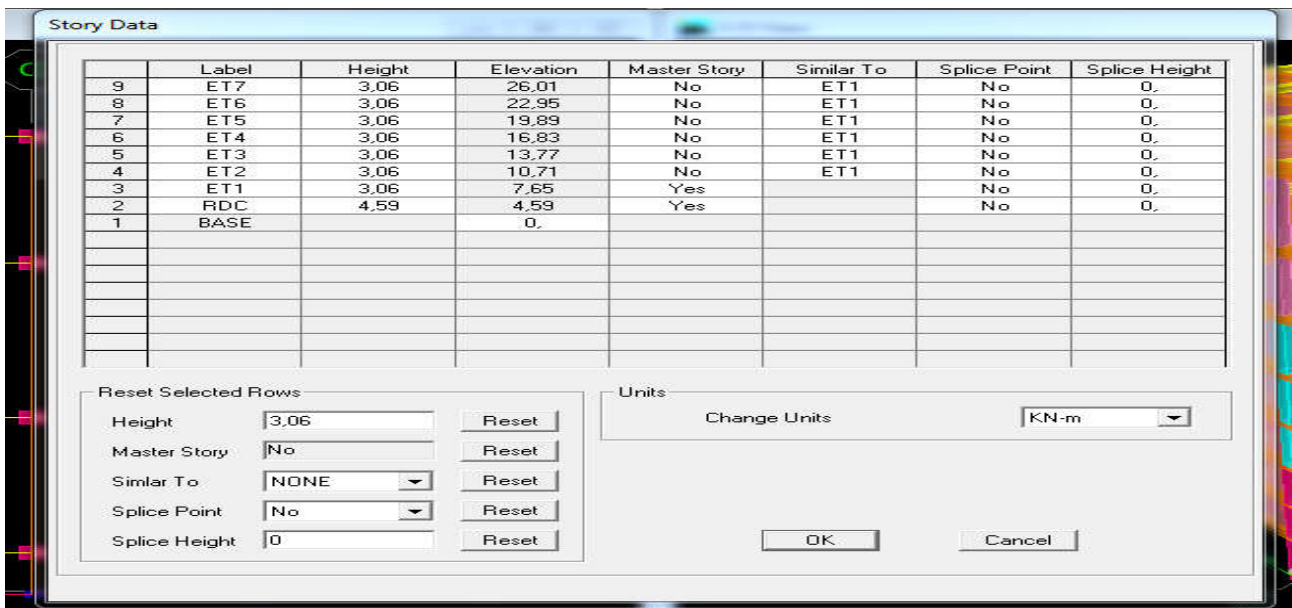 Story Data
Label Height Elevation Master Story Similar To Splice Point Splice Height
9 ET7 3,06 26,01 No ET1 No 0,
8 ET6 3,06 22,95 No ET1 No 0,
7 ET5 3,06 19,89 No ET1 No 0,
6 ET4 3,06 16,83 No ET1 No 0,
5 ET3 3,06 13,77 No ET1 No 0,
4 ET2 3,06 10,71 No ET1 No 0,
3 ET1 3,06 7,65 Yes No 0,
2 RDC 4,59 4,59 Yes No 0,
1 BASE 0,
Reset Selected Rows
Height 3,06 Reset
Master Story No Reset
Simlar To NONE Reset
Splice Point No Reset
Splice Height 0 Reset
Units
Change Units KN-m
OK Cancel
C